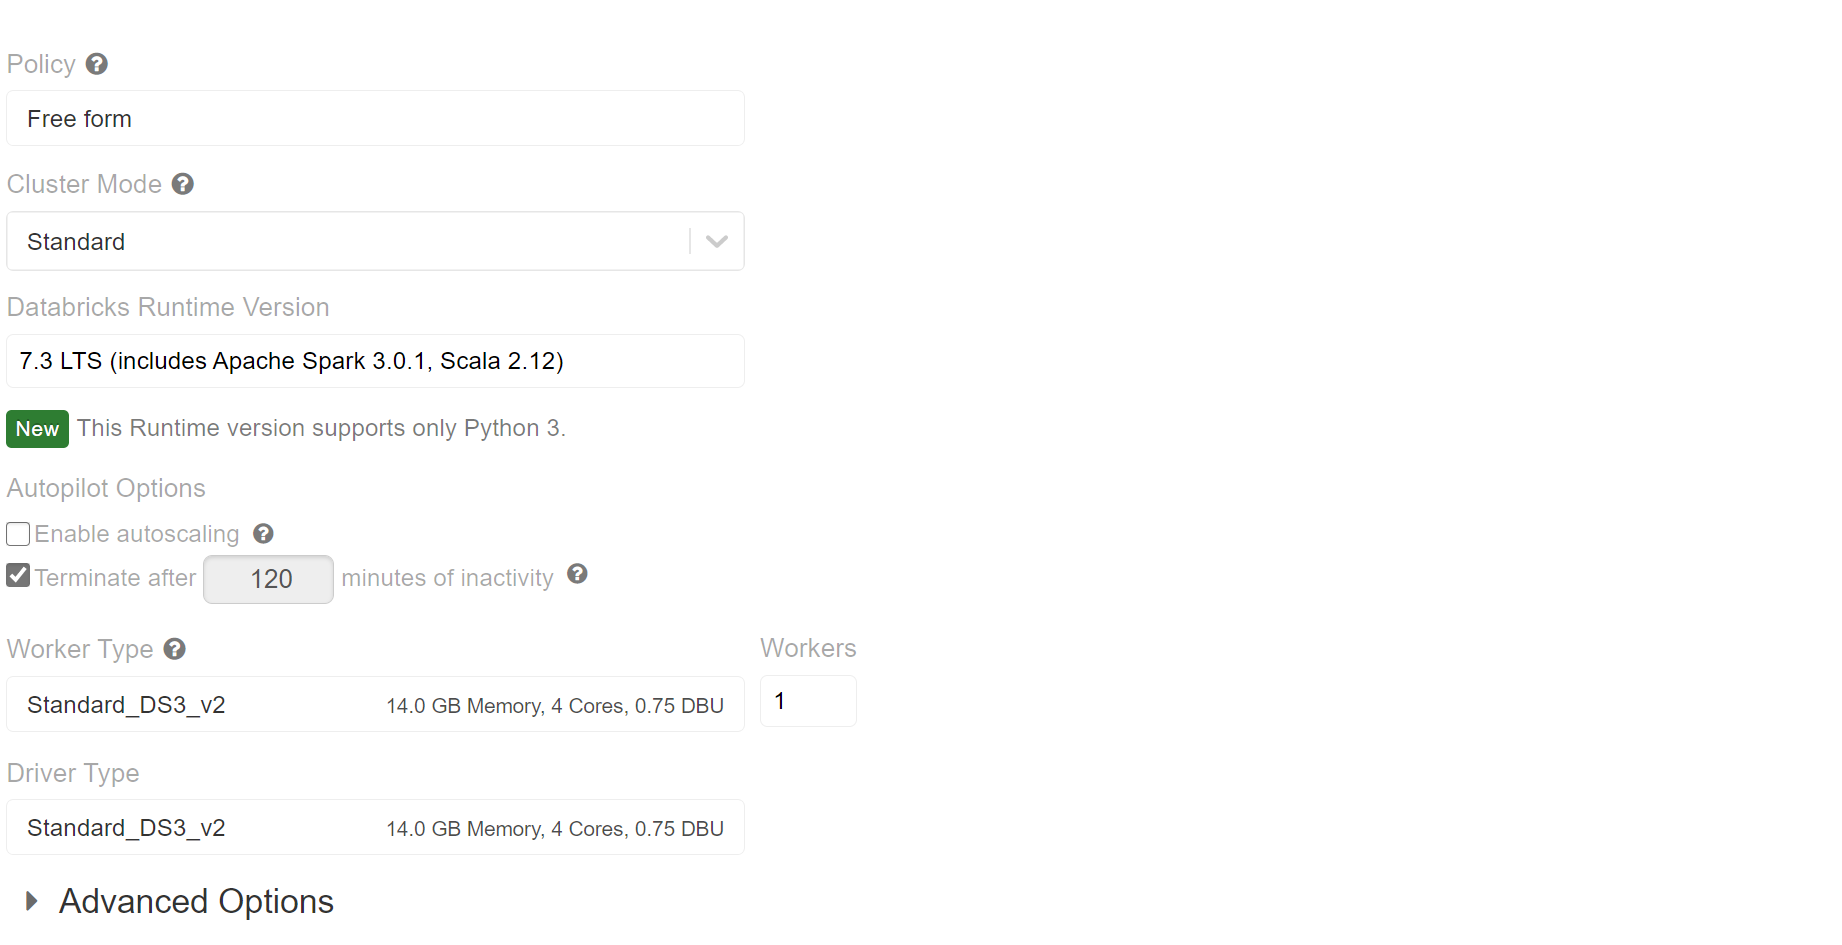 Policy
Free form
Cluster Mode
Standard
Databricks Runtime Version
7.3 LTS (includes Apache Spark 3.0.1, Scala 2.12)
New This Runtime version supports only Python 3.
Autopilot Options
Enable autoscaling
Terminate after 120 minutes of inactivity
Worker Type
Workers
Standard_DS3_v2 14.0 GB Memory, 4 Cores, 0.75 DBU
1
Driver Type
Standard_DS3_v2 14.0 GB Memory, 4 Cores, 0.75 DBU
Advanced Options